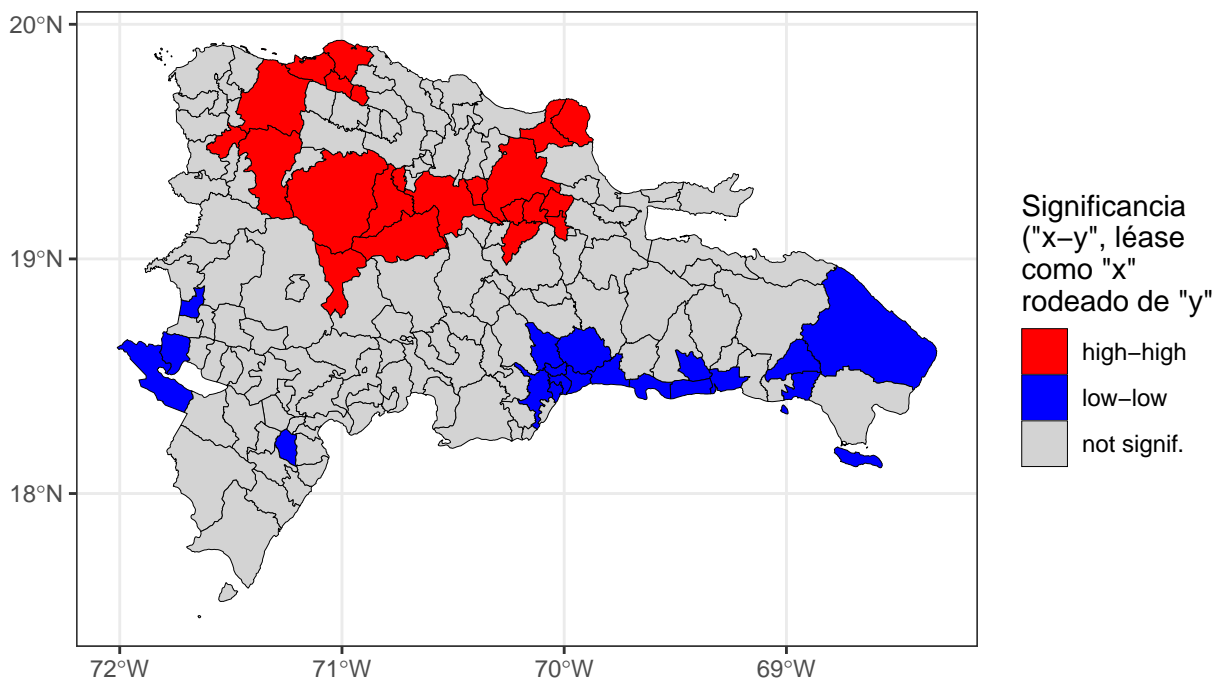 20°N
19°N
18°N
72°W
71°W
70°W
69°W
Significancia
("x−y", léase
como "x"
rodeado de "y"
high−high
low−low
not signif.